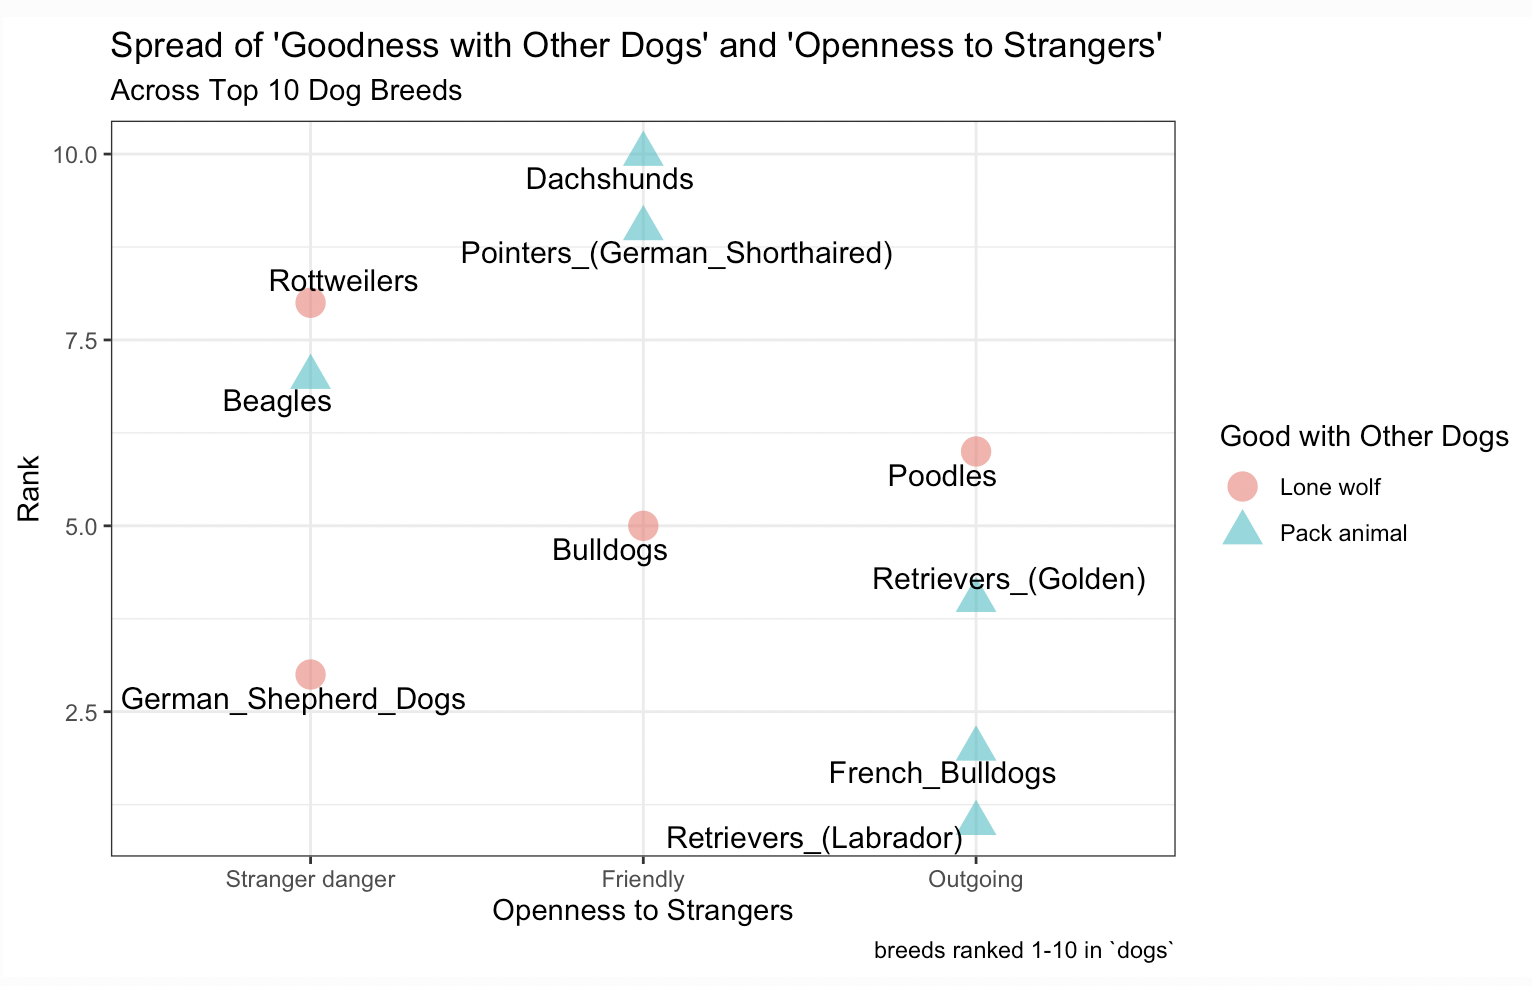 Spread of 'Goodness with Other Dogs' and 'Openness to Strangers'
Across Top 10 Dog Breeds
10.0
Dachshunds
Pointers_(German_Shorthaired)
Rottweilers
7.5
Beagles
Poodles
Rank
5.0
Bulldogs
Retrievers_(Golden)
German_Shepherd_Dogs
2.5
French_Bulldogs
Retrievers_(Labrador)
Stranger danger
Friendly
Outgoing
Openness to Strangers
Good with Other Dogs
Lone wolf
Pack animal
breeds ranked 1-10 in `dogs`